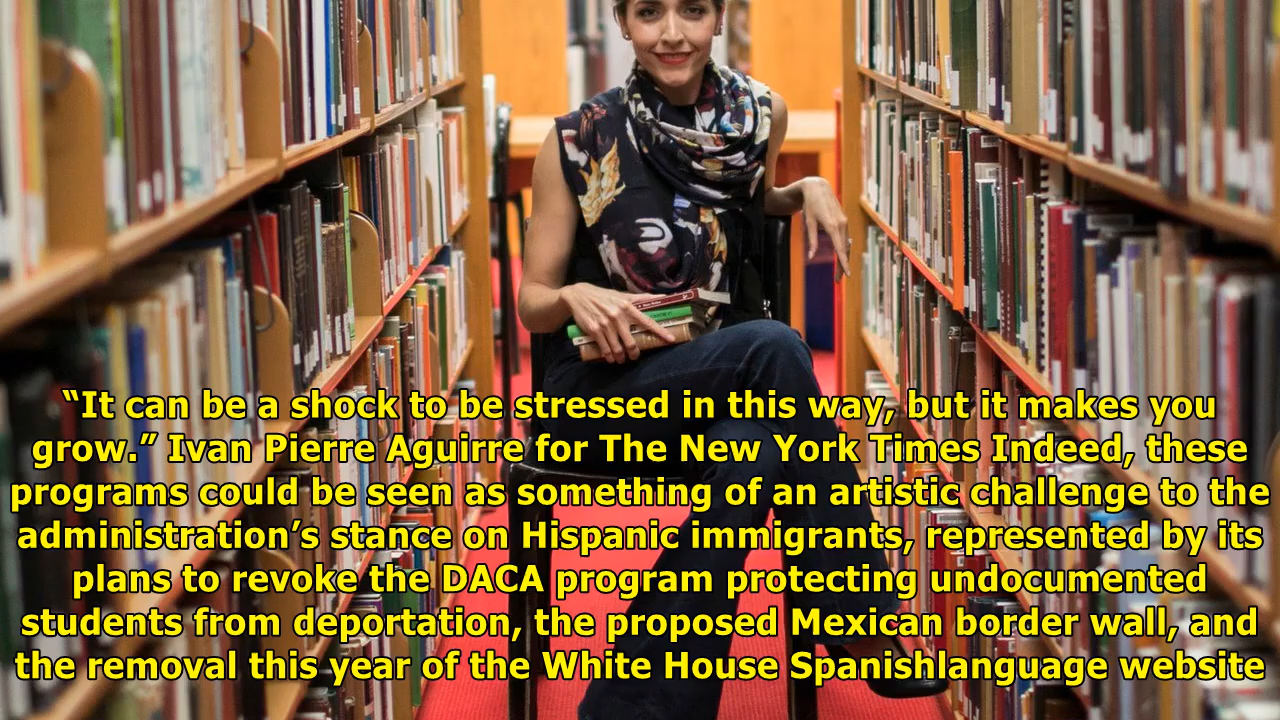 “It can be a shock to be stressed in this way, but it makes you
grow.” Ivan Pierre Aguirre for The New York Times Indeed, these
programs could be seen as something of an artistic challenge to the
administration’s stance on Hispanic immigrants, represented by its
plans to revoke the DACA program protecting undocumented
students from deportation, the proposed Mexican border wall, and
the removal this year of the White House Spanishlanguage website